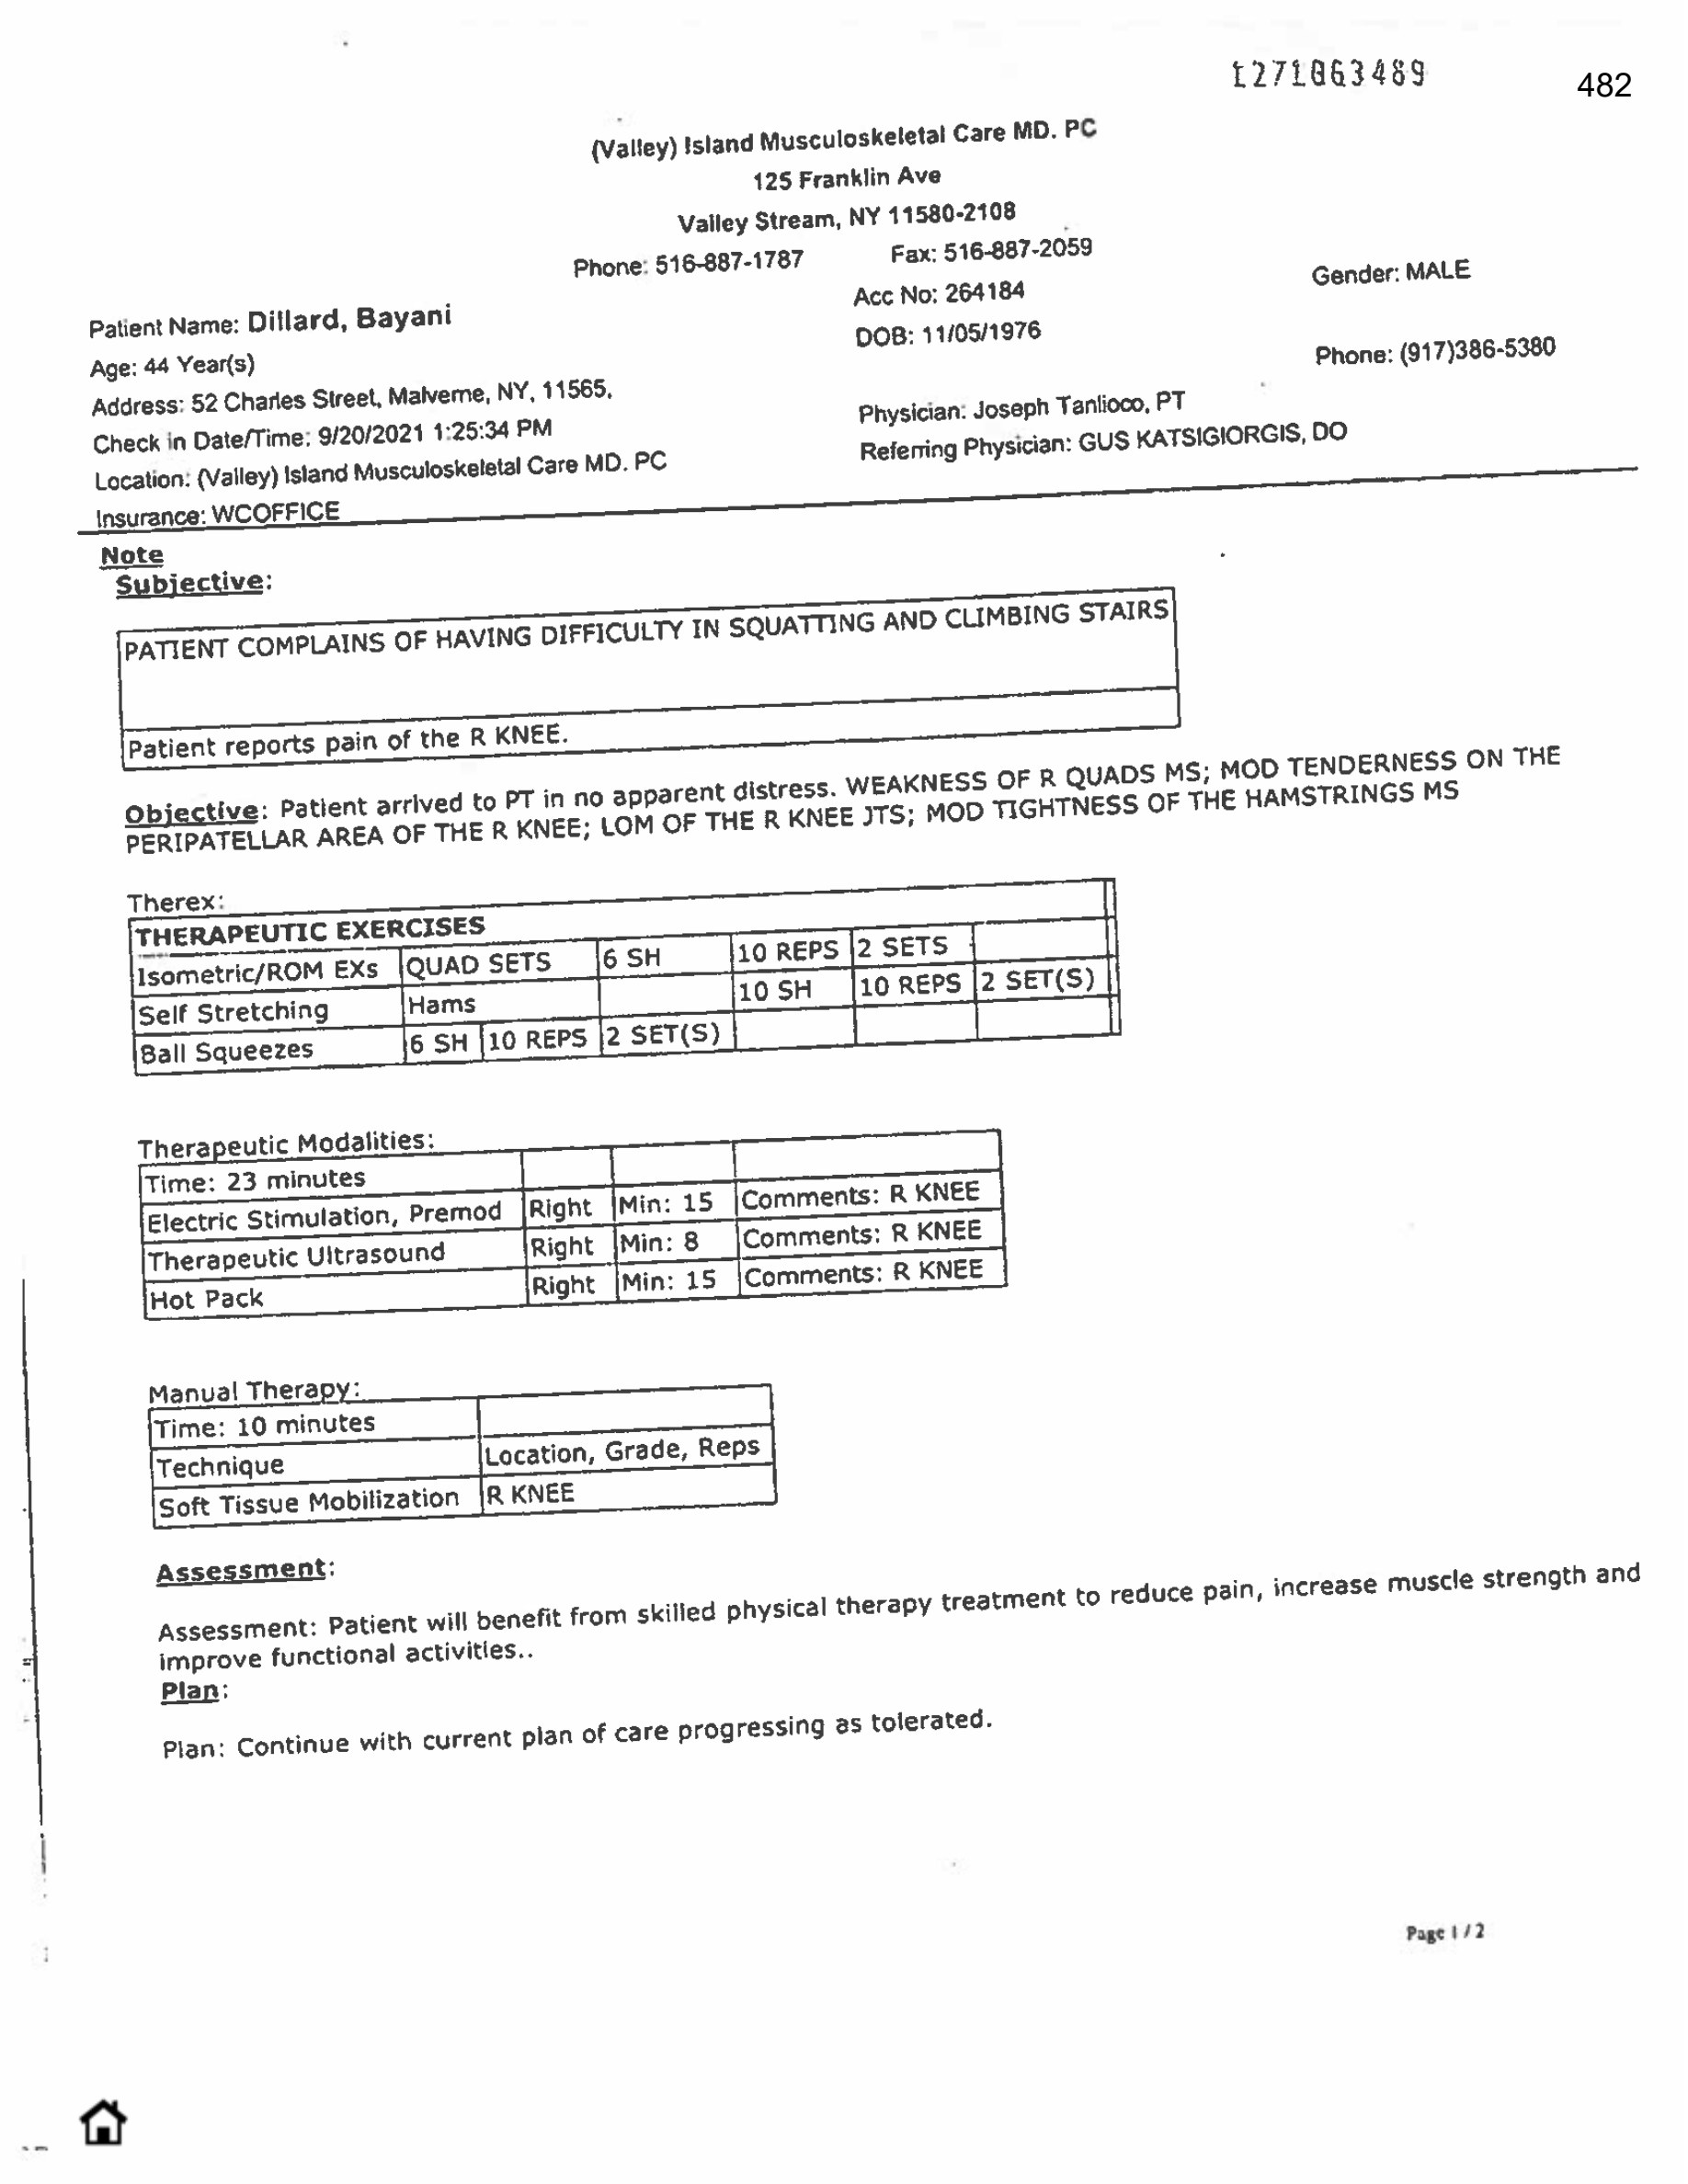 1271063489
482
(Valley) Island Musculoskeletal Care MD. PC
125 Franklin Ave
Valley Stream, NY 11580-2108
Phone: 516-887-1787 Fax: 516-887-2059
Acc No: 264184 Gender: MALE
Patient Name: Dillard, Bayani
DOB: 11/05/1976
Age: 44 Year(s) Phone: (917)386-5380
Address: 52 Charles Street, Malverne, NY, 11565,
Physician: Joseph Tanlioco, PT
Check in Date/Time: 9/20/2021 1:25:34 PM
Referring Physician: GUS KATSIGIORGIS, DO
Location: (Valley) Island Musculoskeletal Care MD. PC
Insurance: WCOFFICE
Note
Subjective:
PATIENT COMPLAINS OF HAVING DIFFICULTY IN SQUATTING AND CLIMBING STAIRS
Patient reports pain of the R KNEE.
Objective: Patient arrived to PT in no apparent distress. WEAKNESS OF R QUADS MS; MOD TENDERNESS ON THE
PERIPATELLAR AREA OF THE R KNEE; LOM OF THE R KNEE JTS; MOD TIGHTNESS OF THE HAMSTRINGS MS
Therex:
THERAPEUTIC EXERCISES
Isometric/ROM EXs QUAD SETS 6 SH 10 REPS 2 SETS
Self Stretching Hams 10 SH 10 REPS 2 SET(S)
Ball Squeezes 6 SH 10 REPS 2 SET(S)
Therapeutic Modalities:
Time: 23 minutes
Electric Stimulation, Premod Right Min: 15 Comments: R KNEE
Therapeutic Ultrasound Right Min: 8 Comments: R KNEE
Hot Pack Right Min: 15 Comments: R KNEE
Manual Therapy:
Time: 10 minutes
Technique Location, Grade, Reps
Soft Tissue Mobilization R KNEE
Assessment:
Assessment: Patient will benefit from skilled physical therapy treatment to reduce pain, increase muscle strength and
improve functional activities..
Plan:
Plan: Continue with current plan of care progressing as tolerated.
Page 1 / 2